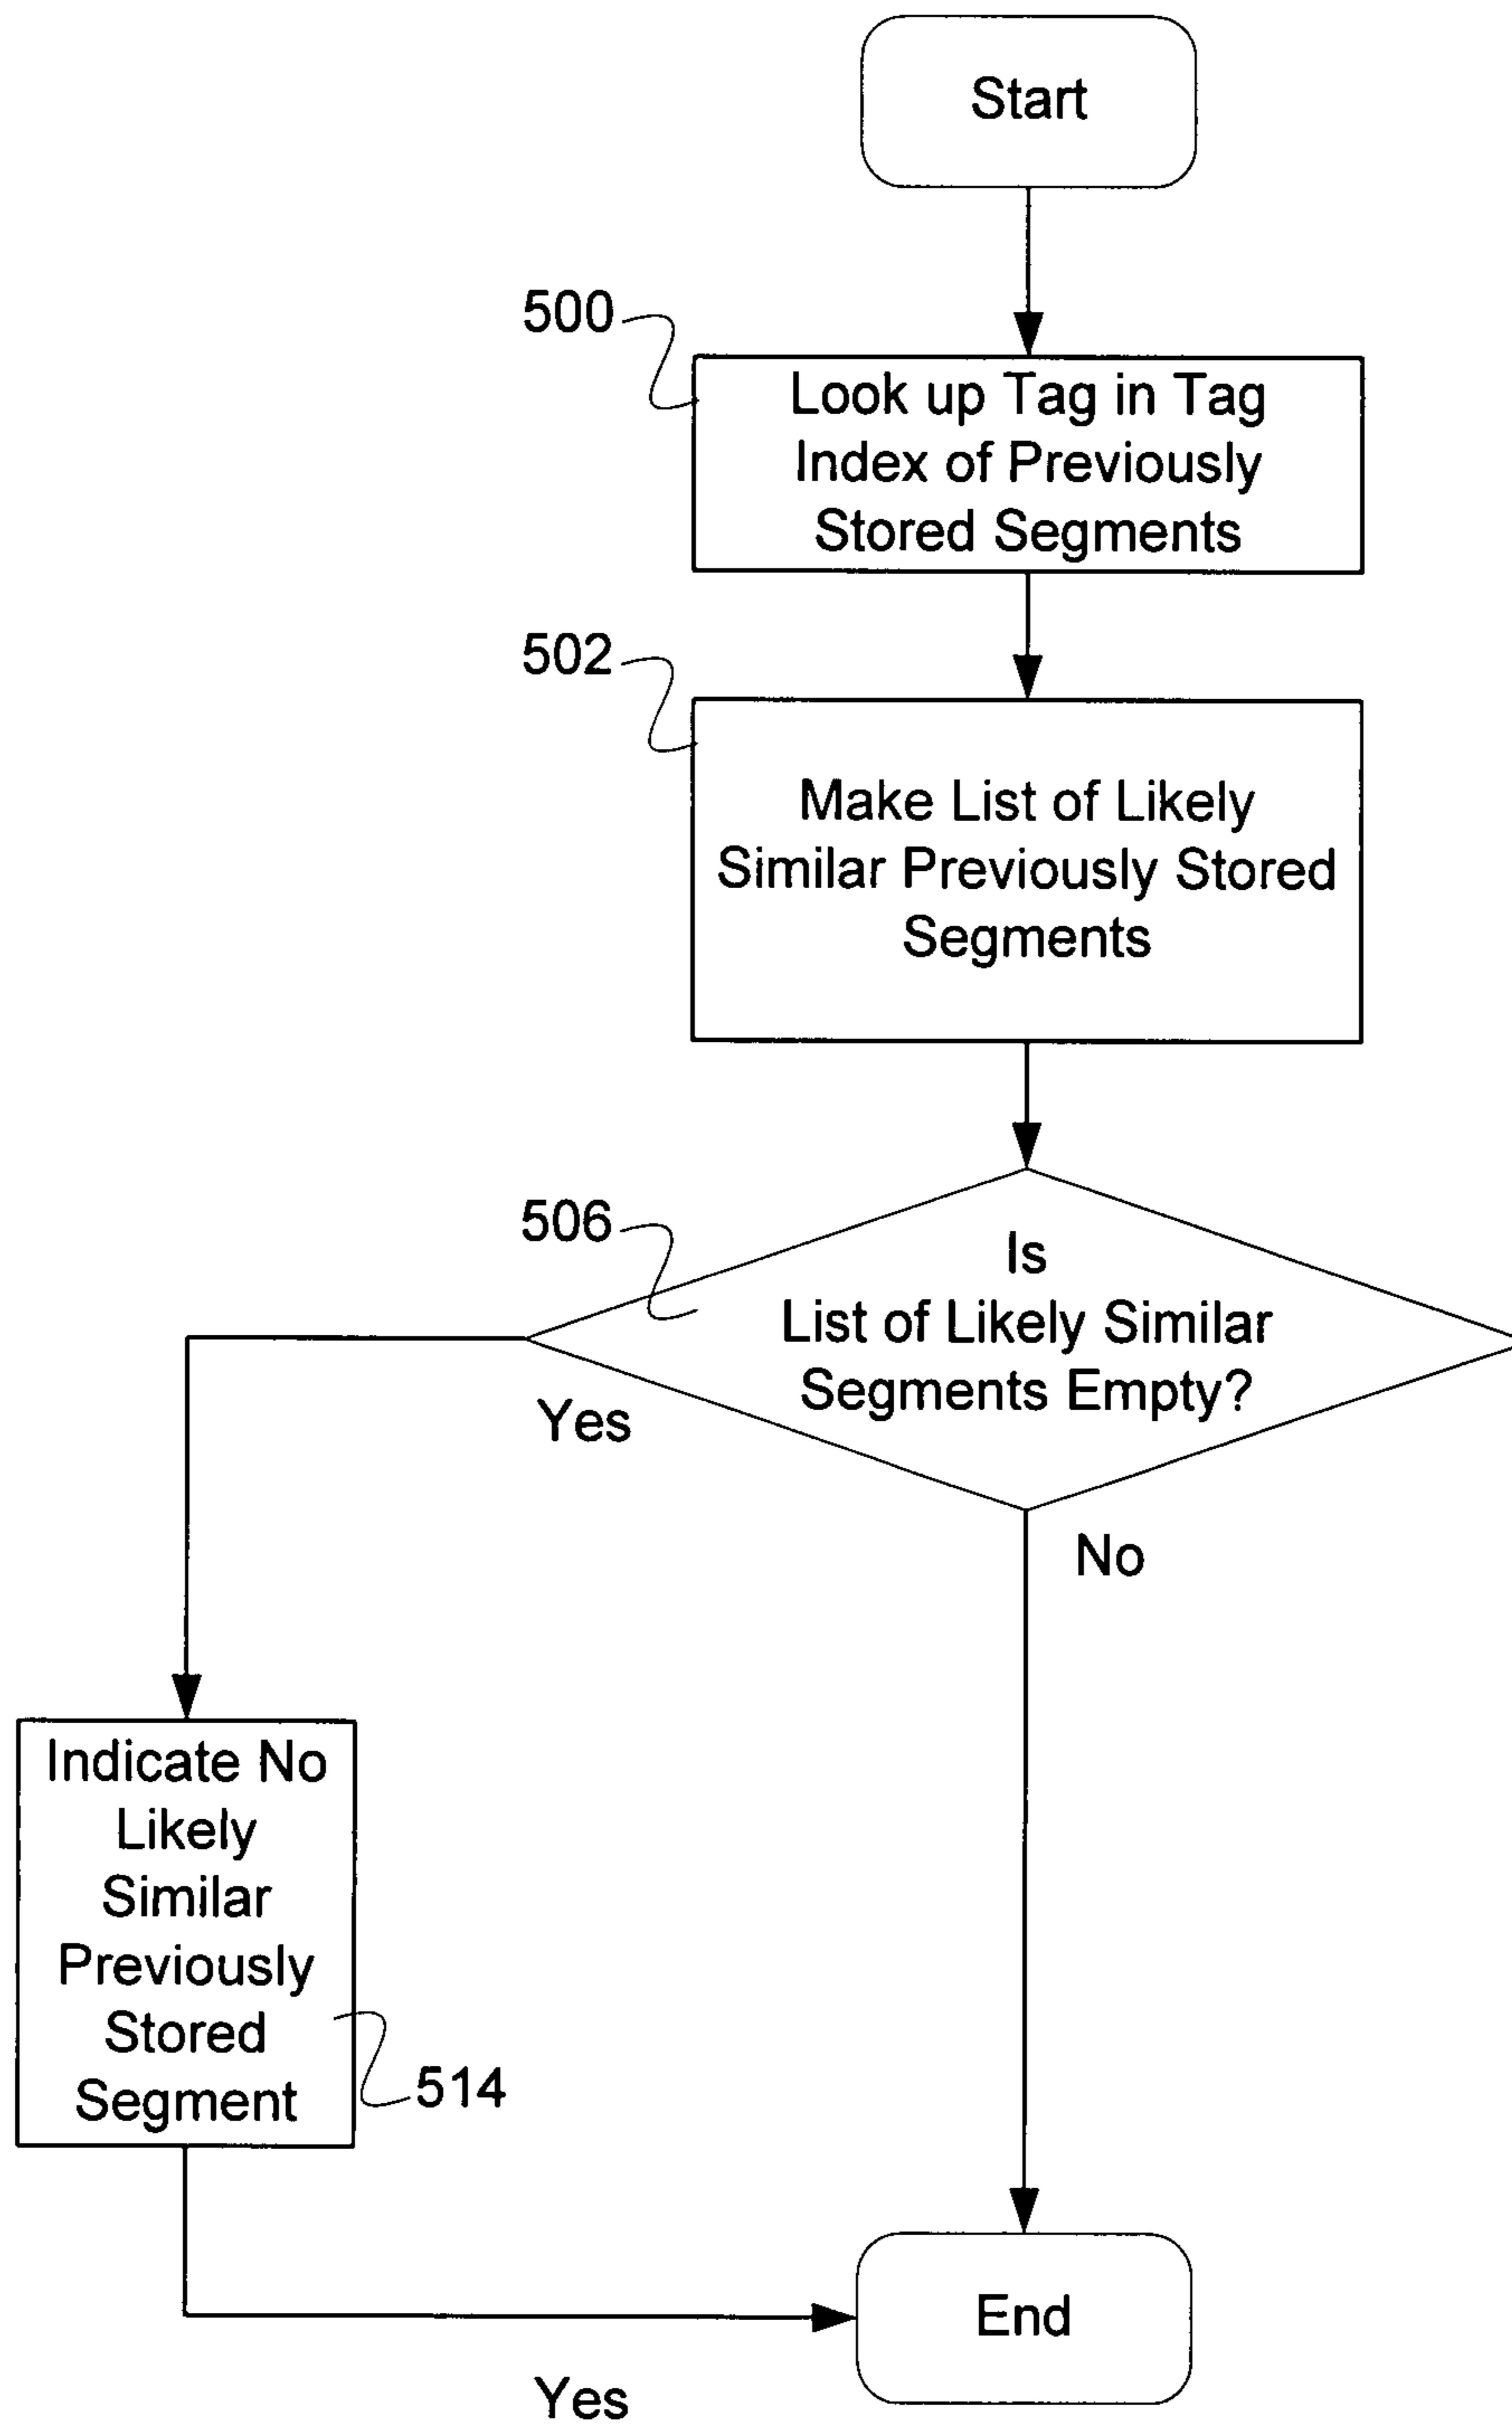 Start
500
Look up Tag in Tag
Index of Previously
Stored Segments
502
Make List of Likely
Similar Previously Stored
Segments
506
Is
List of Likely Similar
Segments Empty?
Yes
No
Indicate No
Likely
Similar
Previously
Stored
Segment
514
End
Yes